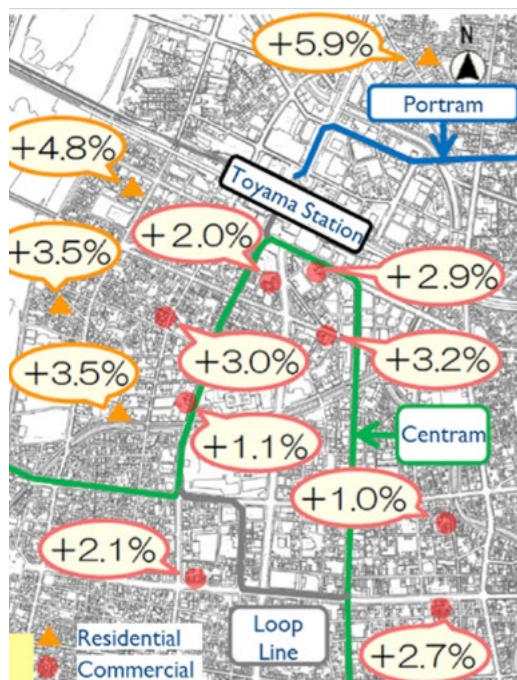 +5.9%
N
Portram
+4.8%
Toyama Station
+2.0%
+3.5%
+2.9%
+3.0%
+3.2%
+3.5%
+1.1%
Centram
+1.0%
+2.1%
Loop
Line
+2.7%
Residential
Commercial